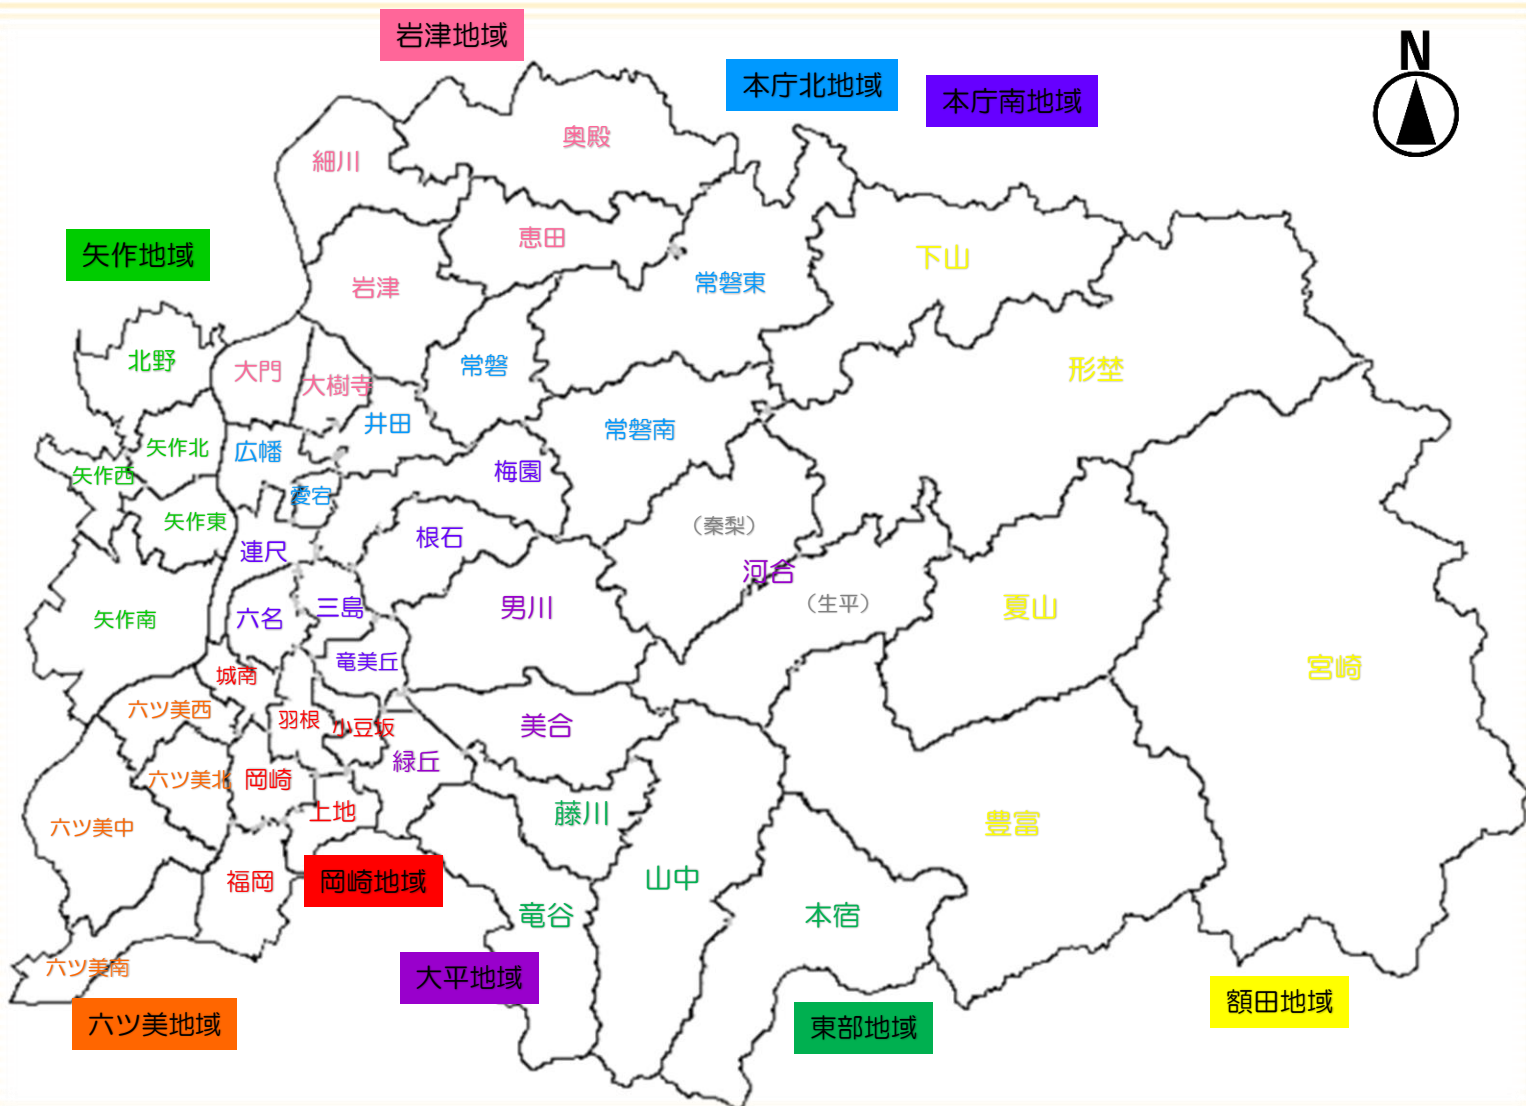 岩津地域
N
本庁北地域
本庁南地域
奥殿
細川
恵田
矢作地域
下山
岩津
常磐東
北野
大門
大樹寺
常磐
形埜
井田
常磐南
矢作北
広幡
矢作西
梅園
愛宕
矢作東
(秦梨)
根石
連尺
河合
(生平)
男川
三島
夏山
矢作南
六名
竜美丘
宮崎
城南
六ツ美西
羽根
小豆坂
美合
緑丘
六ツ美北
岡崎
上地
藤川
豊富
六ツ美中
福岡
岡崎地域
山中
竜谷
本宿
六ツ美南
大平地域
六ツ美地域
東部地域
額田地域